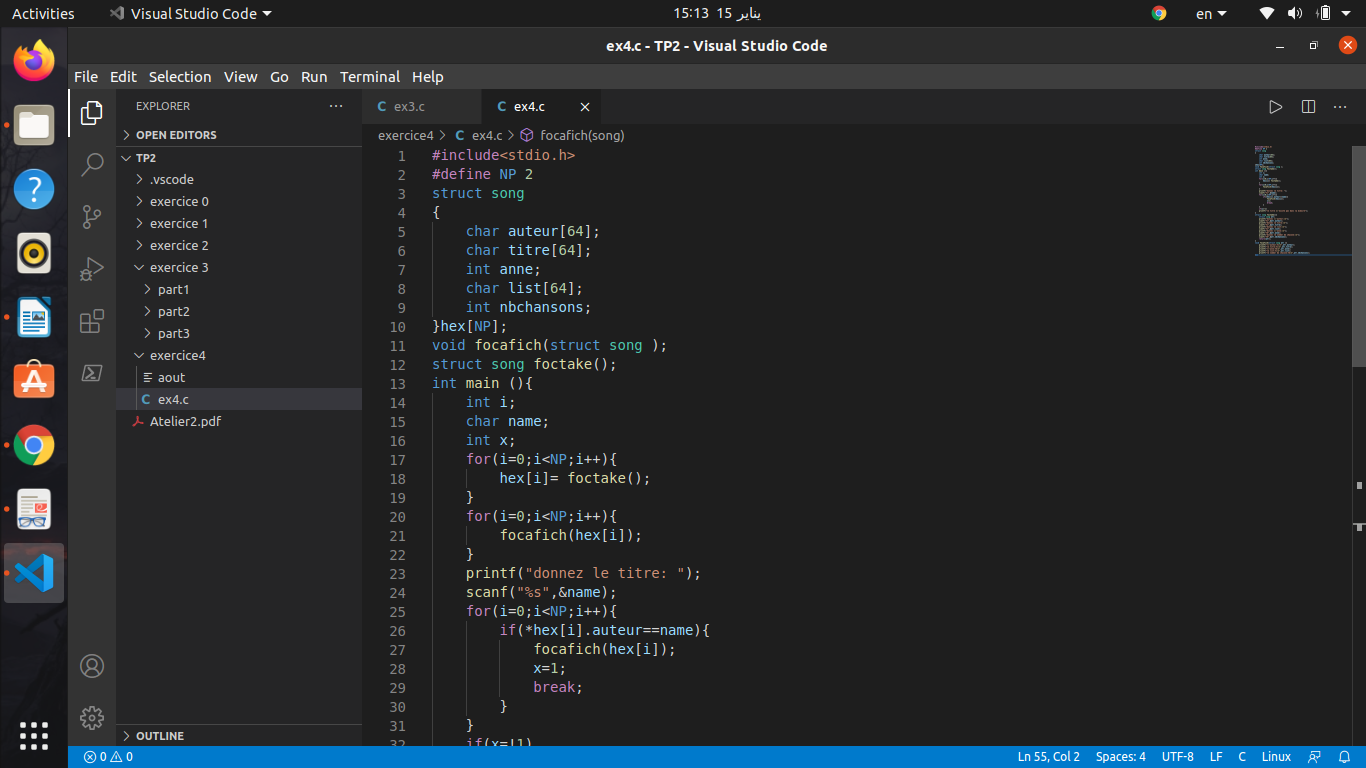 Activities Visual Studio Code 15:13 15 يناير en
ex4.c - TP2 - Visual Studio Code
File Edit Selection View Go Run Terminal Help
EXPLORER
OPEN EDITORS
TP2
.vscode
exercice 0
exercice 1
exercice 2
exercice 3
part1
part2
part3
exercice4
aout
C ex4.c
Atelier2.pdf
OUTLINE
C ex3.c C ex4.c
exercice4 > C ex4.c > focafich(song)
1 #include<stdio.h>
2 #define NP 2
3 struct song
4 {
5 char auteur[64];
6 char titre[64];
7 int anne;
8 char list[64];
9 int nbchansons;
10 }hex[NP];
11 void focafich(struct song );
12 struct song foctake();
13 int main (){
14 int i;
15 char name;
16 int x;
17 for(i=0;i<NP;i++){
18 hex[i]= foctake();
19 }
20 for(i=0;i<NP;i++){
21 focafich(hex[i]);
22 }
23 printf("donnez le titre: ");
24 scanf("%s",&name);
25 for(i=0;i<NP;i++){
26 if(*hex[i].auteur==name){
27 focafich(hex[i]);
28 x=1;
29 break;
30 }
31 }
32 if(x=!1)
0 0 Ln 55, Col 2 Spaces: 4 UTF-8 LF C Linux